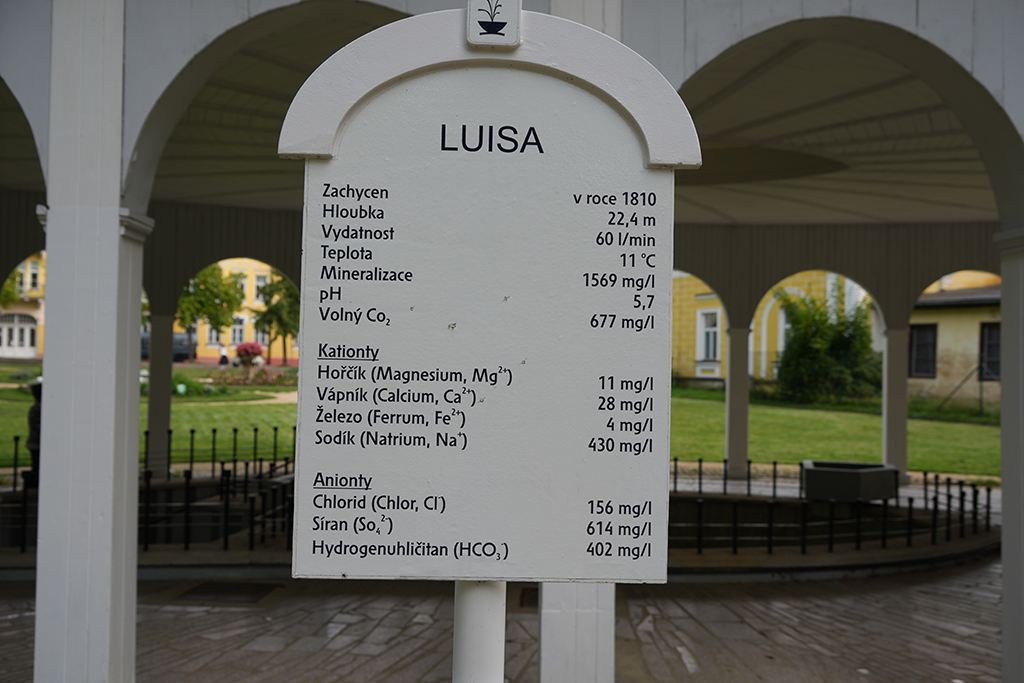 LUISA
Zachycen v roce 1810
Hloubka 22,4 m
Vydatnost 60 l/min
Teplota 11 °C
Mineralizace 1569 mg/l
pH 5,7
Volný Co₂ 677 mg/l
Kationty
Hořčík (Magnesium, Mg²⁺) 11 mg/l
Vápník (Calcium, Ca²⁺) 28 mg/l
Železo (Ferrum, Fe²⁺) 4 mg/l
Sodík (Natrium, Na⁺) 430 mg/l
Anionty
Chlorid (Chlor, Cl⁻) 156 mg/l
Síran (So₄²⁻) 614 mg/l
Hydrogenuhličitan (HCO₃⁻) 402 mg/l